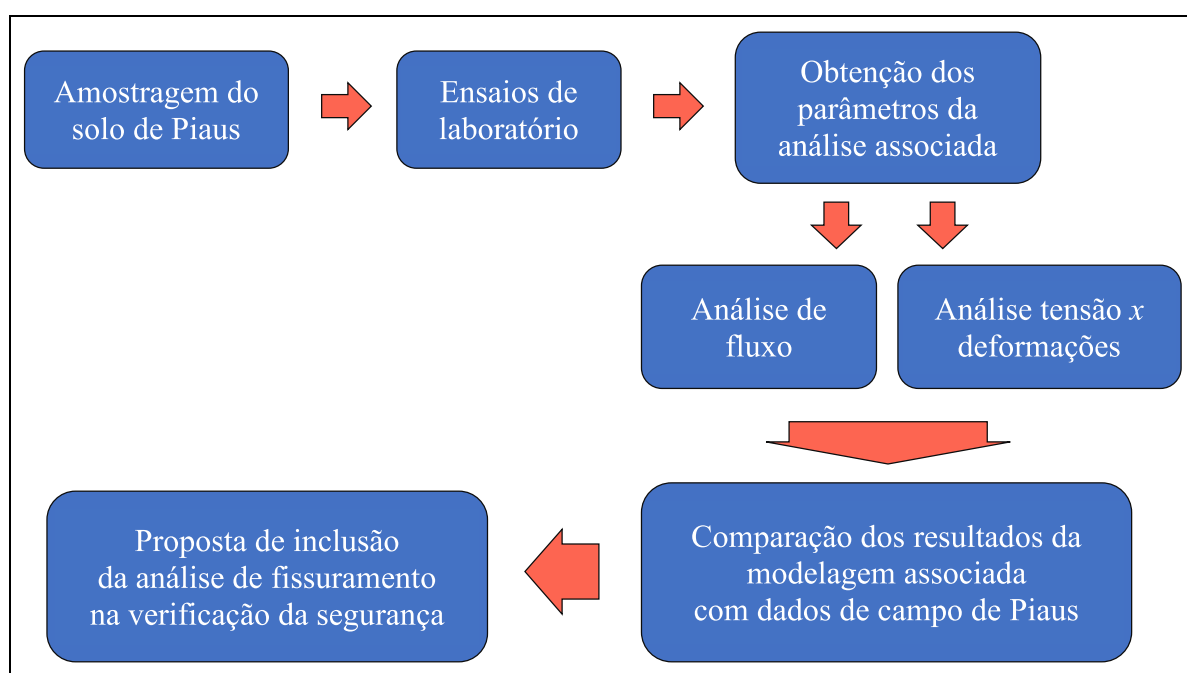 Amostragem do
solo de Piaus
Ensaios de
laboratório
Obtenção dos
parâmetros da
análise associada
Análise de
fluxo
Análise tensão x
deformações
Comparação dos resultados da
modelagem associada
com dados de campo de Piaus
Proposta de inclusão
da análise de fissuramento
na verificação da segurança